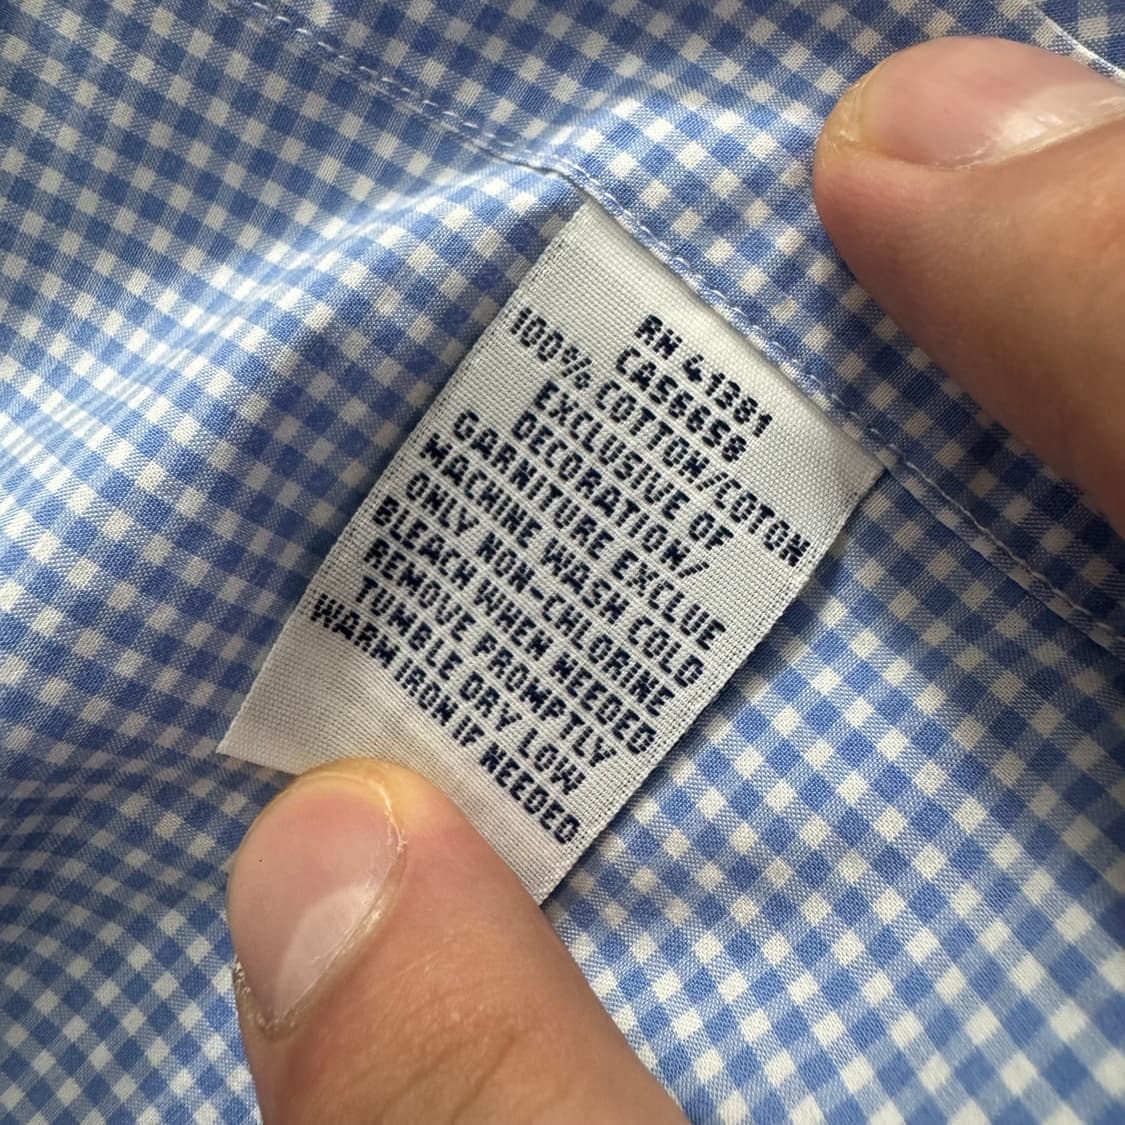 RN 41381
CA56658
100% COTTON/COTON
EXCLUSIVE OF
DECORATION/
GARNITURE EXCLUE
MACHINE WASH COLD
ONLY NON-CHLORINE
BLEACH WHEN NEEDED
REMOVE PROMPTLY
TUMBLE DRY LOW
WARM IRON IF NEEDED